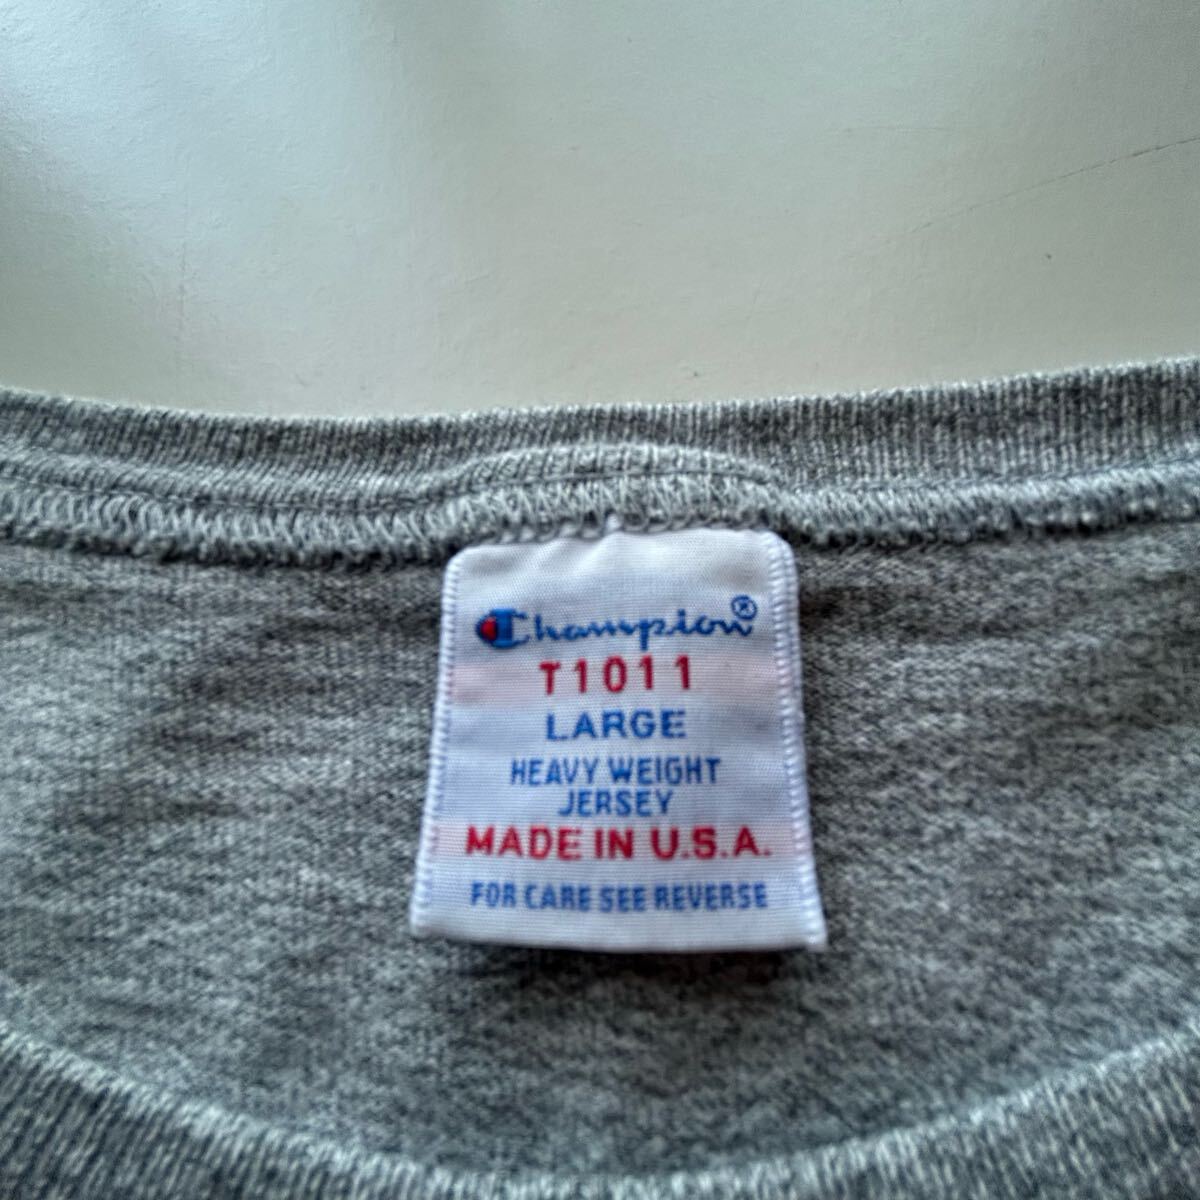 Champion®
T1011
LARGE
HEAVY WEIGHT
JERSEY
MADE IN U.S.A.
FOR CARE SEE REVERSE